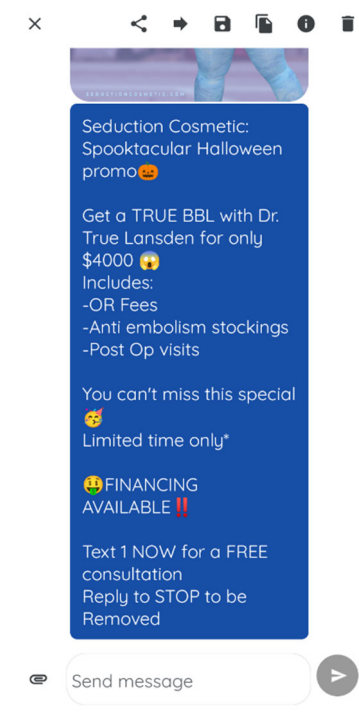 SEDUCTIONCOSMETIC.COM
Seduction Cosmetic:
Spooktacular Halloween
promo🎃
Get a TRUE BBL with Dr.
True Lansden for only
$4000 😱
Includes:
-OR Fees
-Anti embolism stockings
-Post Op visits
You can't miss this special
🥳
Limited time only*
🤑FINANCING
AVAILABLE‼️
Text 1 NOW for a FREE
consultation
Reply to STOP to be
Removed
Send message